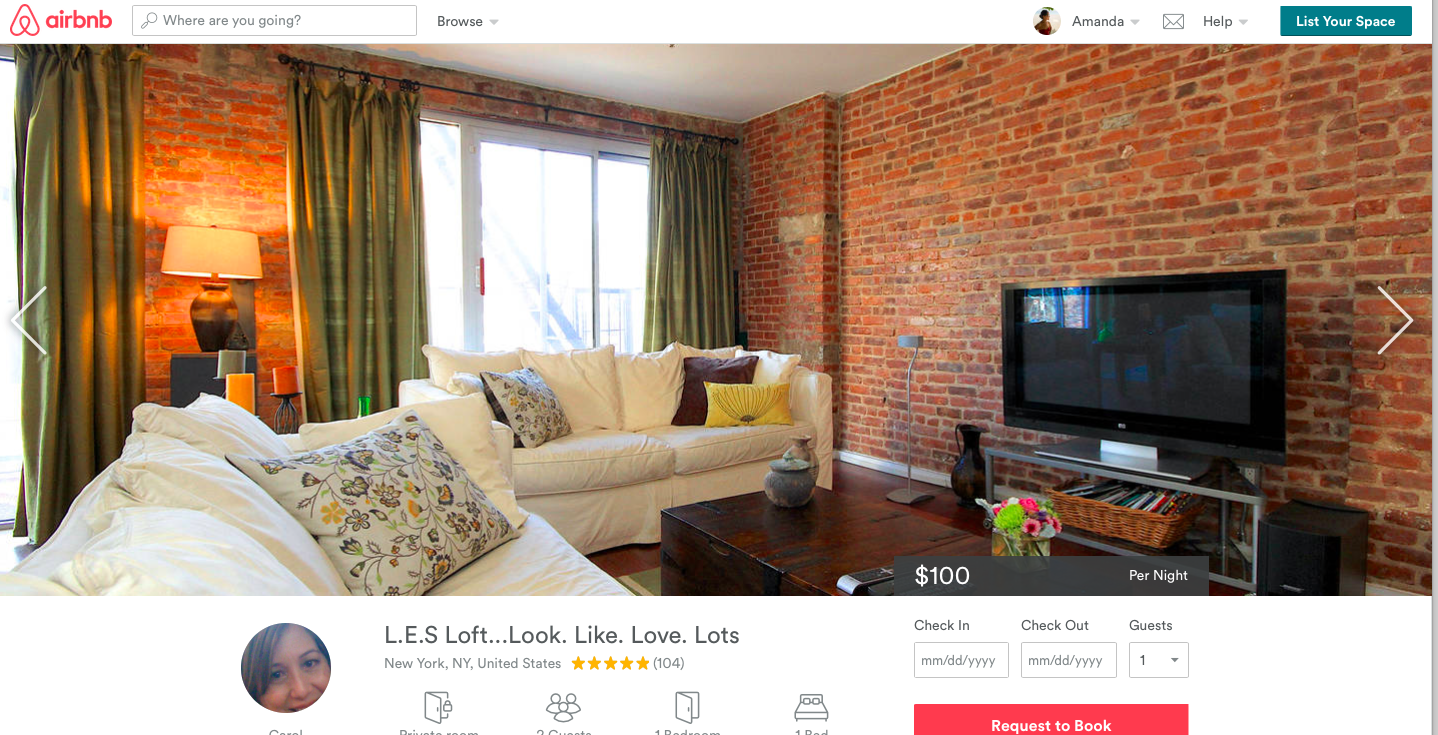 airbnb
Where are you going?
Browse
Amanda
Help
List Your Space
$100
Per Night
L.E.S Loft...Look. Like. Love. Lots
New York, NY, United States
(104)
Check In
Check Out
Guests
mm/dd/yyyy
mm/dd/yyyy
1
Request to Book
Carol
Private room
2 Guests
1 Bedroom
1 Bed